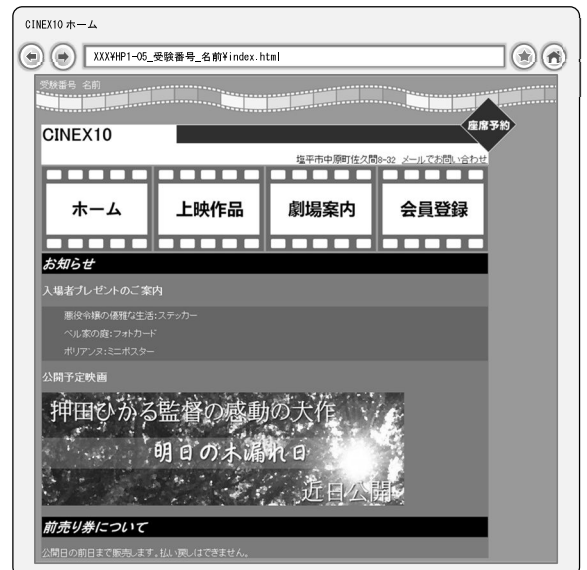 CINEX10 ホーム
XXX¥HP1-05_受験番号_名前¥index.html
受験番号 名前
座席予約
CINEX10
塩平市中原町佐久間8-32 メールでお問い合わせ
ホーム 上映作品 劇場案内 会員登録
お知らせ
入場者プレゼントのご案内
悪役令嬢の優雅な生活:ステッカー
ベル家の庭:フォトカード
ポリアンヌ:ミニポスター
公開予定映画
押田ひかる監督の感動の大作
明日の木漏れ日
近日公開
前売り券について
公開日の前日まで販売します。払い戻しはできません。